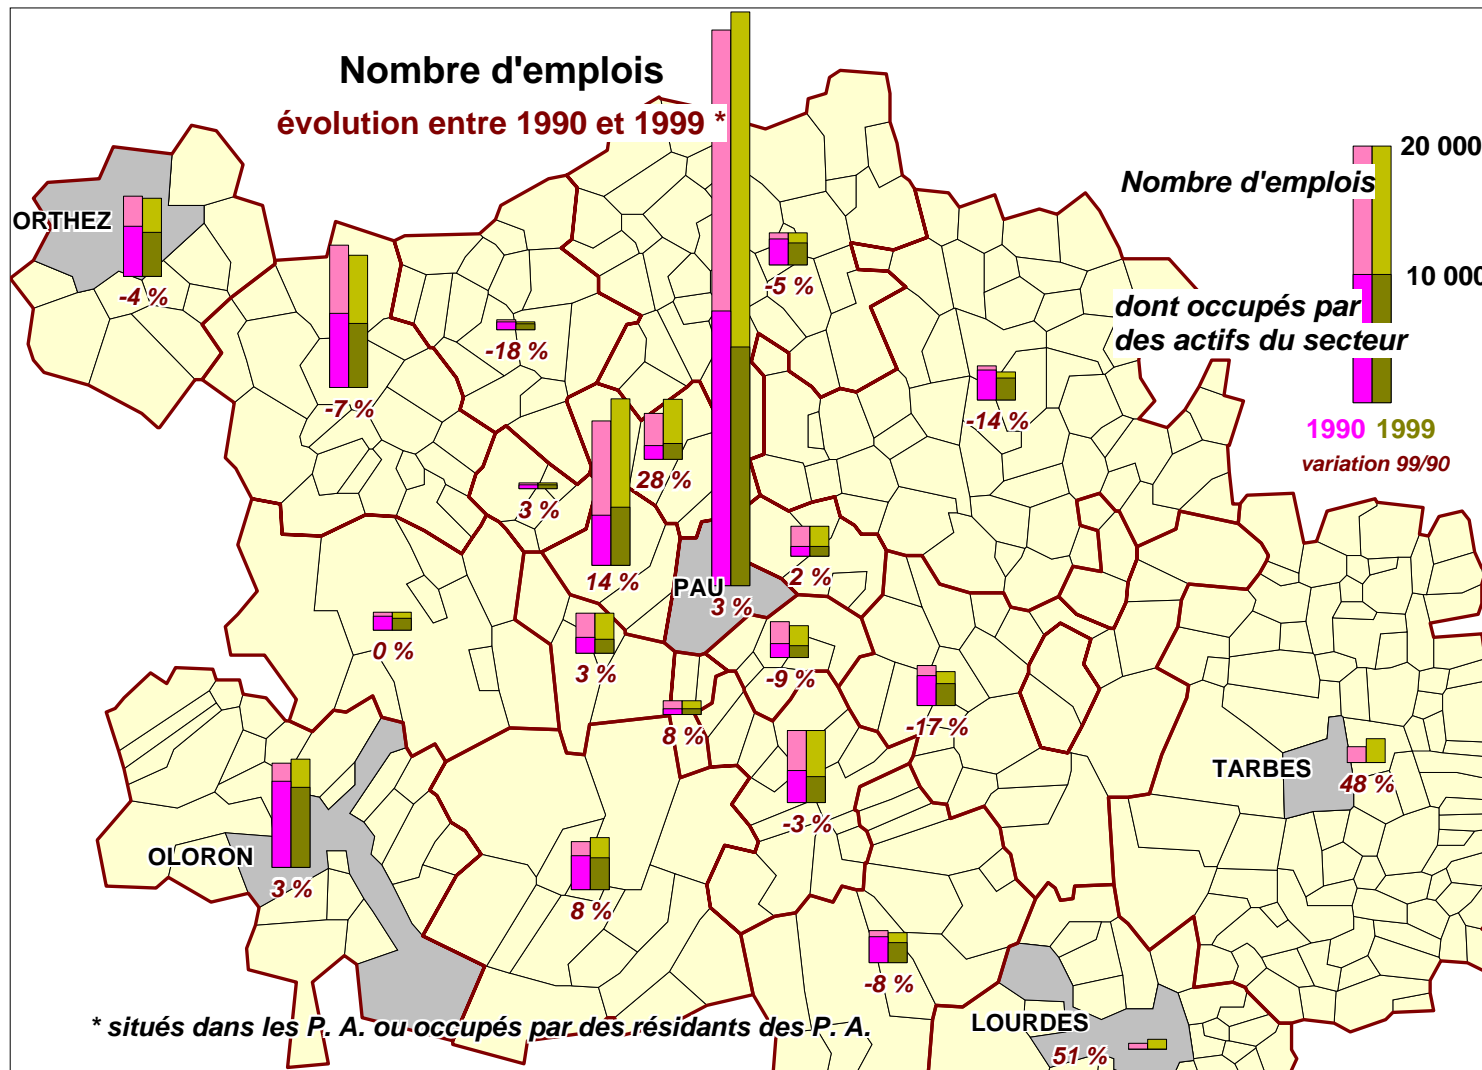 Nombre d'emplois
évolution entre 1990 et 1999 *
20 000
Nombre d'emplois
10 000
dont occupés par
des actifs du secteur
1990 1999
variation 99/90
ORTHEZ
-4 %
-5 %
-18 %
-7 %
-14 %
28 %
3 %
14 %
2 %
PAU
3 %
0 %
3 %
-9 %
8 %
-17 %
TARBES
48 %
-3 %
OLORON
3 %
8 %
-8 %
LOURDES
51 %
* situés dans les P. A. ou occupés par des résidants des P. A.